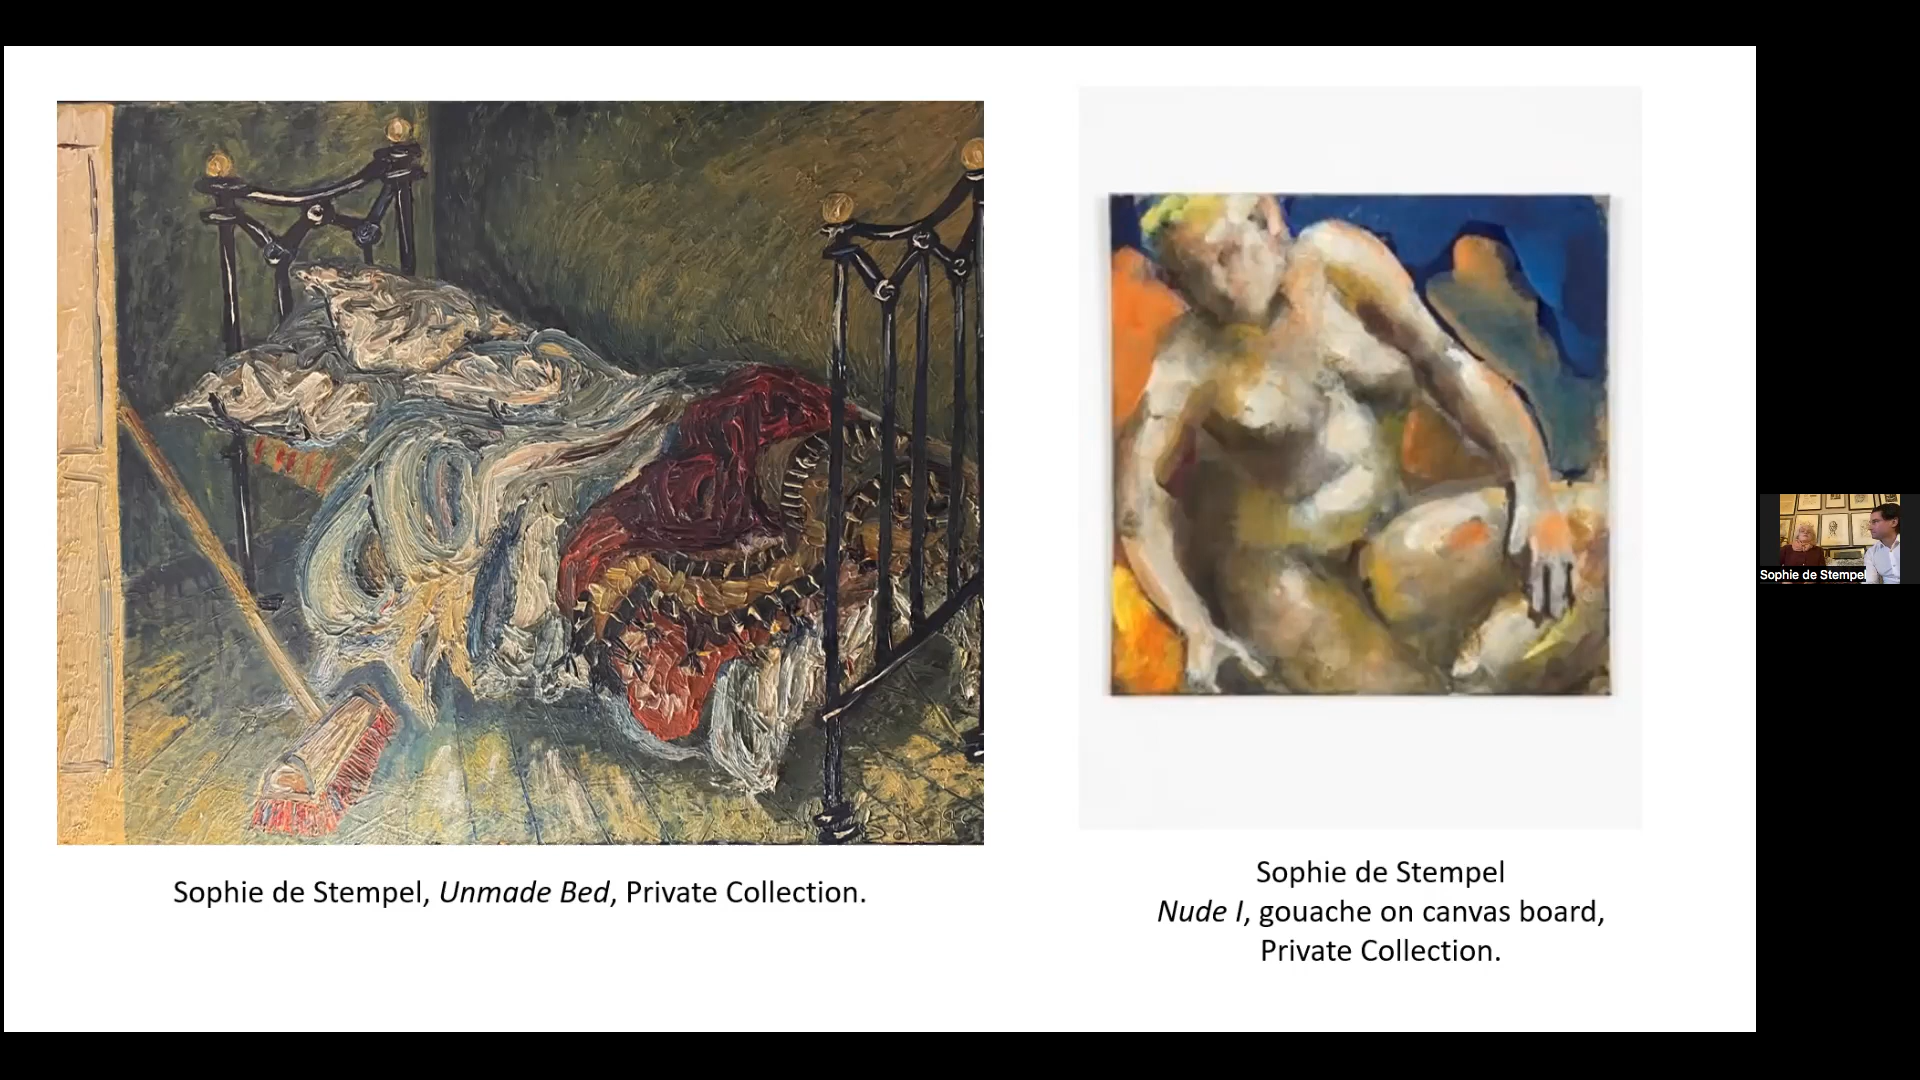 Sophie de Stempel, Unmade Bed, Private Collection.
Sophie de Stempel
Nude I, gouache on canvas board,
Private Collection.
Sophie de Stempel